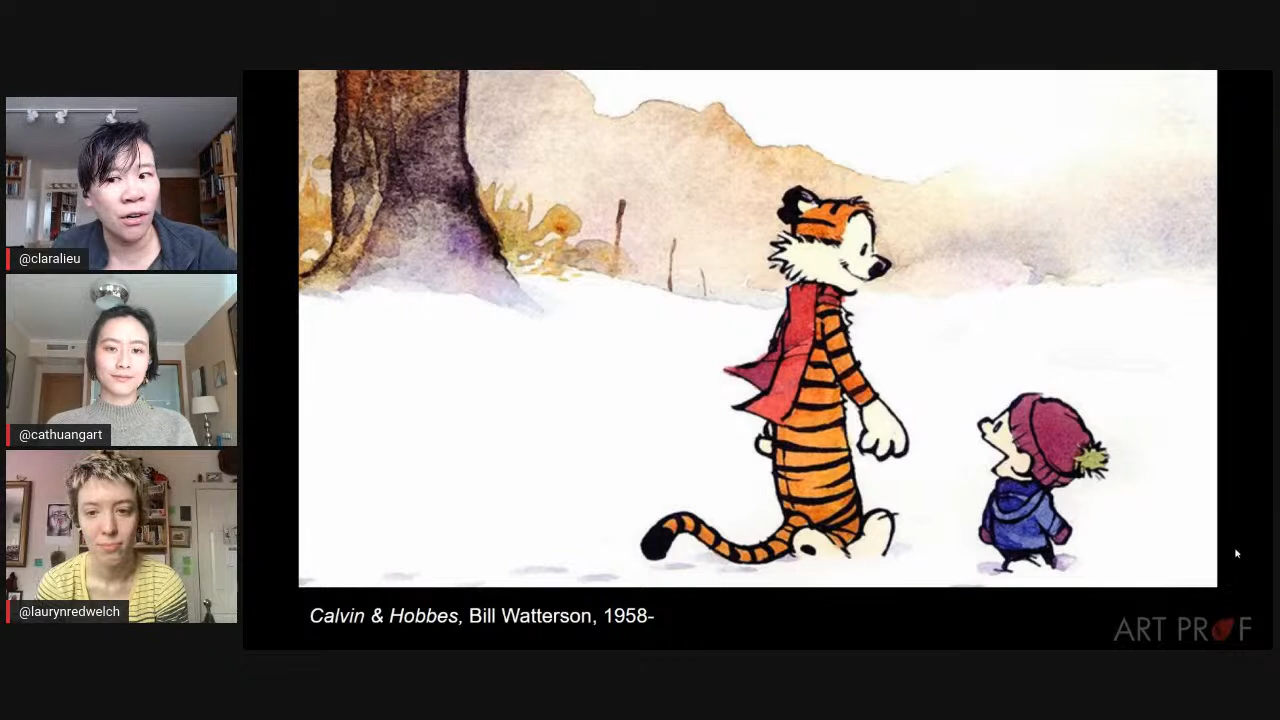 @claralieu
@cathuangart
@laurynredwelch
Calvin & Hobbes, Bill Watterson, 1958-
ART PROF